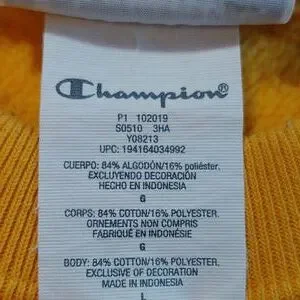 Champion
P1 102019
S0510 3HA
Y08213
UPC: 194164034992
CUERPO: 84% ALGODÓN/16% poliéster.
EXCLUYENDO DECORACIÓN
HECHO EN INDONESIA
G
CORPS: 84% COTON/16% POLYESTER.
ORNEMENTS NON COMPRIS
FABRIQUÉ EN INDONÉSIE
G
BODY: 84% COTTON/16% POLYESTER.
EXCLUSIVE OF DECORATION
MADE IN INDONESIA
L